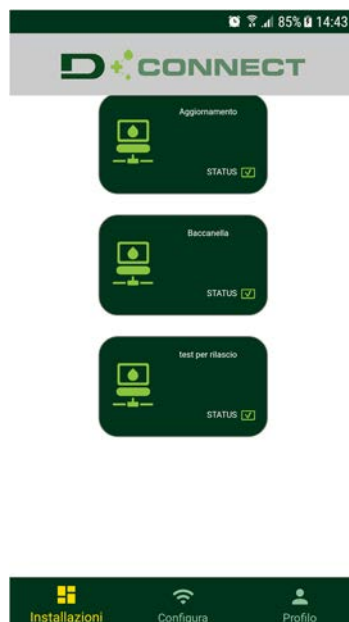 85% 14:43
D CONNECT
Aggiornamento
STATUS
Baccanella
STATUS
test per rilascio
STATUS
Installazioni Configura Profilo